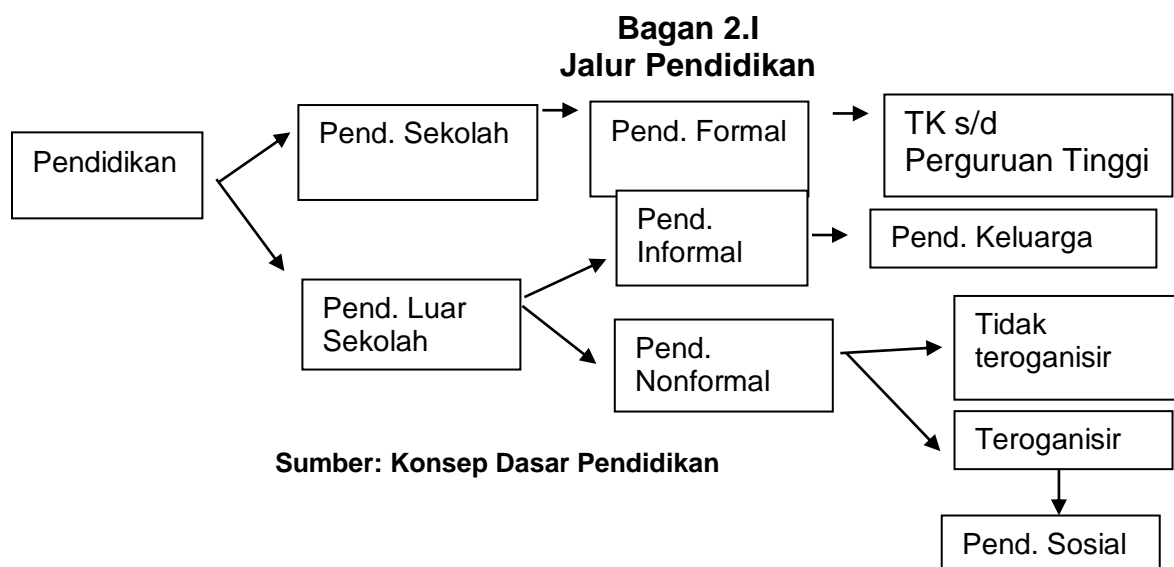 Bagan 2.I
Jalur Pendidikan
Pendidikan
Pend. Sekolah
Pend. Formal
TK s/d
Perguruan Tinggi
Pend. Luar
Sekolah
Pend.
Informal
Pend. Keluarga
Pend.
Nonformal
Tidak
teroganisir
Teroganisir
Pend. Sosial
Sumber: Konsep Dasar Pendidikan